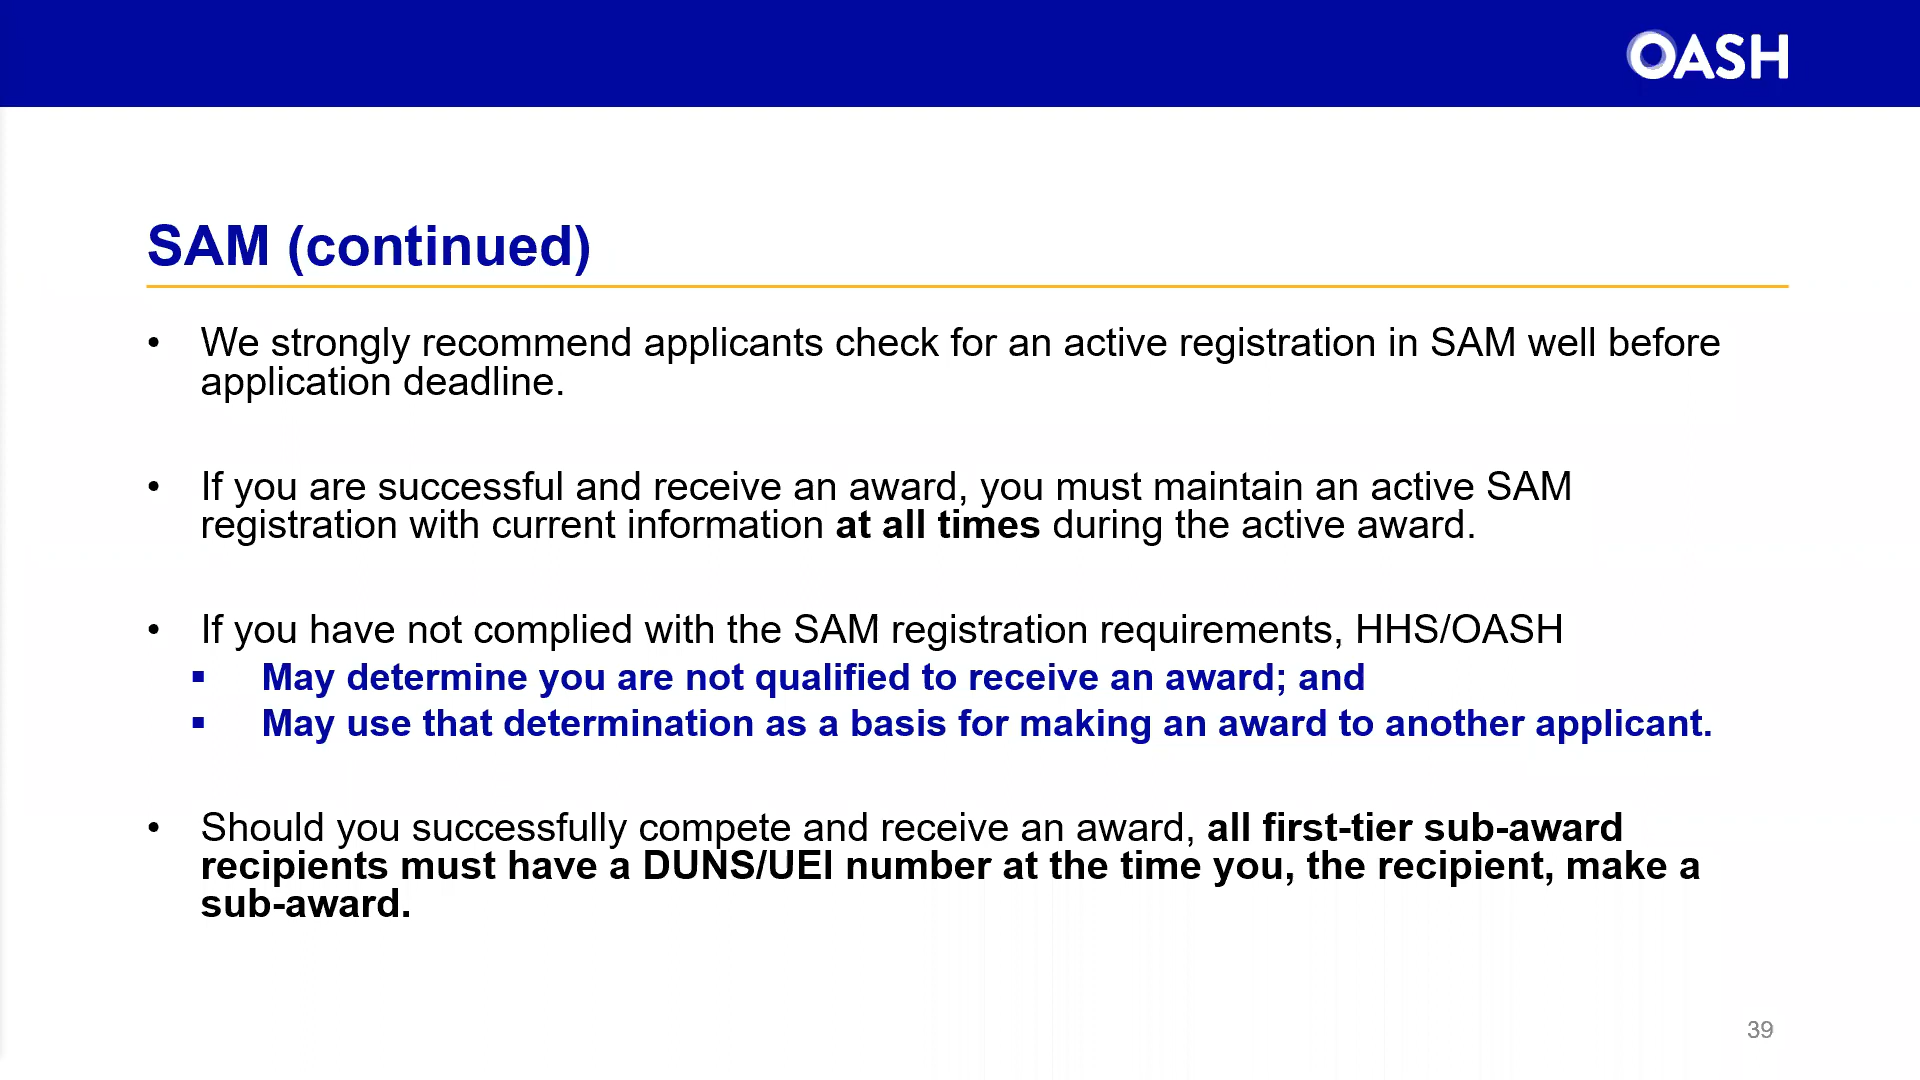 OASH
SAM (continued)
• We strongly recommend applicants check for an active registration in SAM well before
application deadline.
• If you are successful and receive an award, you must maintain an active SAM
registration with current information at all times during the active award.
• If you have not complied with the SAM registration requirements, HHS/OASH
▪ May determine you are not qualified to receive an award; and
▪ May use that determination as a basis for making an award to another applicant.
• Should you successfully compete and receive an award, all first-tier sub-award
recipients must have a DUNS/UEI number at the time you, the recipient, make a
sub-award.
39